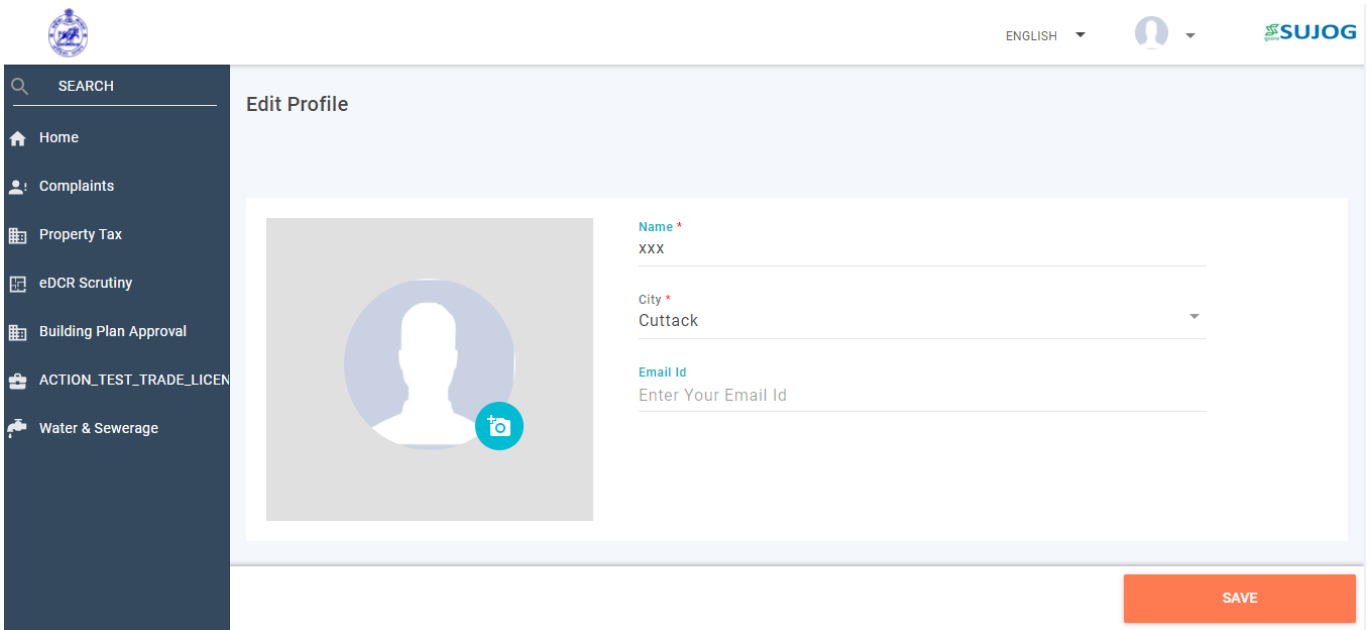 ENGLISH
SUJOG
SEARCH
Home
Complaints
Property Tax
eDCR Scrutiny
Building Plan Approval
ACTION_TEST_TRADE_LICEN
Water & Sewerage
Edit Profile
Name *
xxx
City *
Cuttack
Email Id
Enter Your Email Id
SAVE